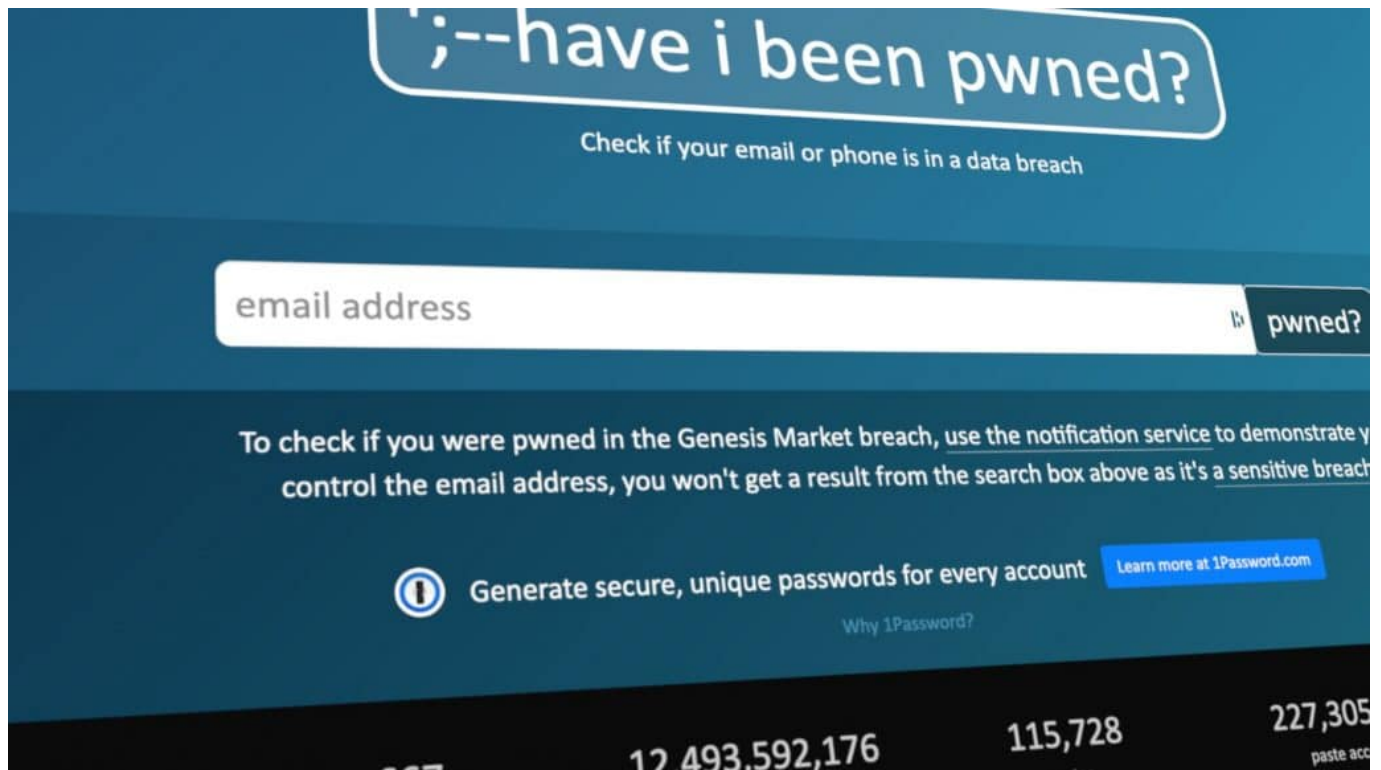 ';--have i been pwned?
Check if your email or phone is in a data breach
email address
pwned?
To check if you were pwned in the Genesis Market breach, use the notification service to demonstrate y
control the email address, you won't get a result from the search box above as it's a sensitive breach
Generate secure, unique passwords for every account
Learn more at 1Password.com
Why 1Password?
12,493,592,176
115,728
227,305
paste acc